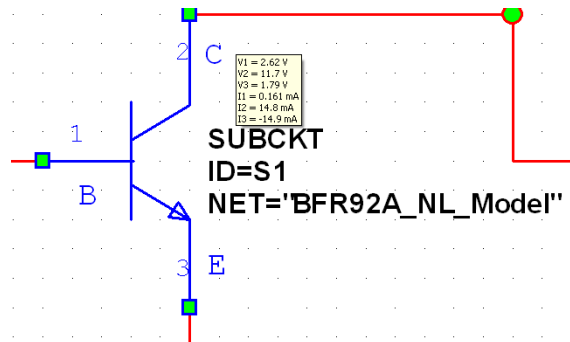 2 C
V1 = 2.62 V
V2 = 11.7 V
V3 = 1.79 V
I1 = 0.161 mA
I2 = 14.8 mA
I3 = -14.9 mA
1
SUBCKT
ID=S1
B
NET="BFR92A_NL_Model"
3 E